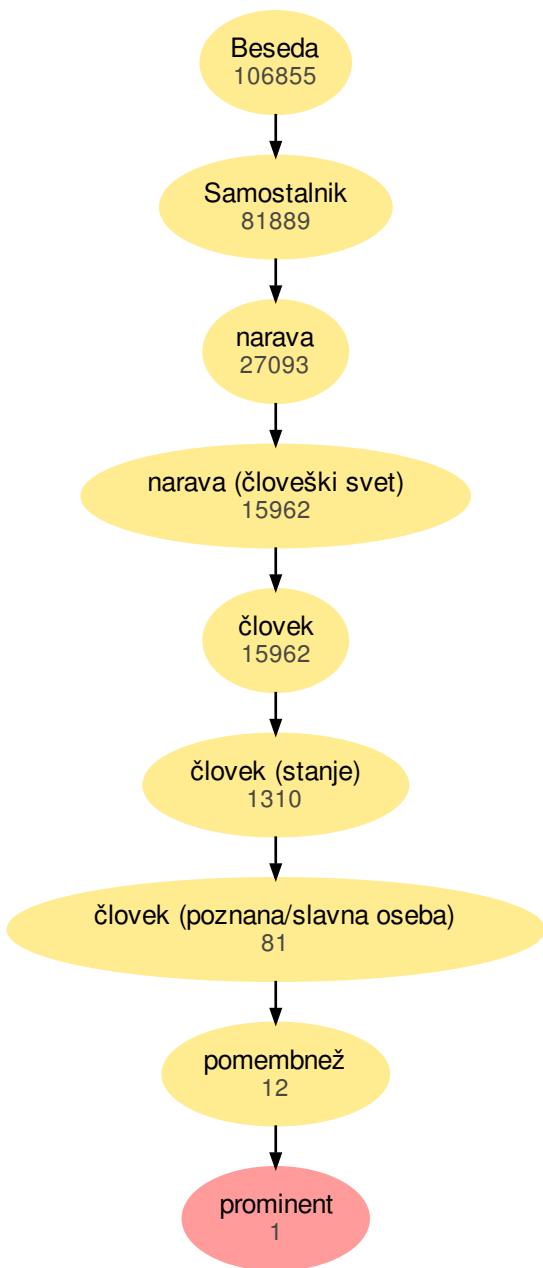 Beseda
106855
Samostalnik
81889
narava
27093
narava (človeški svet)
15962
človek
15962
človek (stanje)
1310
človek (poznana/slavna oseba)
81
pomembnež
12
prominent
1